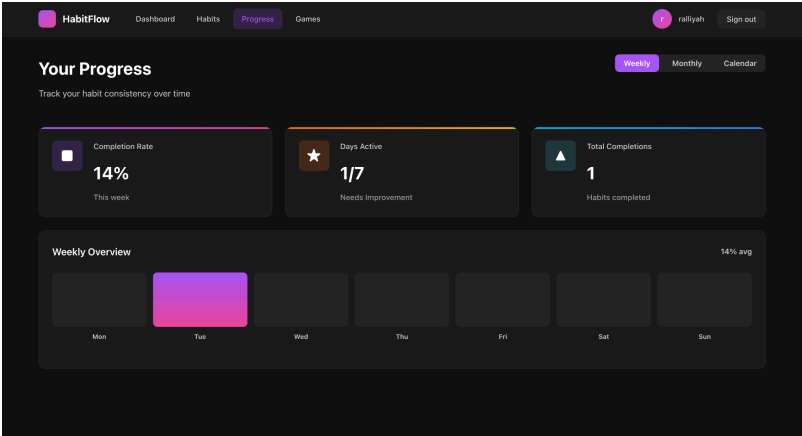 HabitFlow
Dashboard
Habits
Progress
Games
r
ralliyah
Sign out
Your Progress
Track your habit consistency over time
Weekly
Monthly
Calendar
Completion Rate
14%
This week
Days Active
1/7
Needs Improvement
Total Completions
1
Habits completed
Weekly Overview
14% avg
Mon
Tue
Wed
Thu
Fri
Sat
Sun